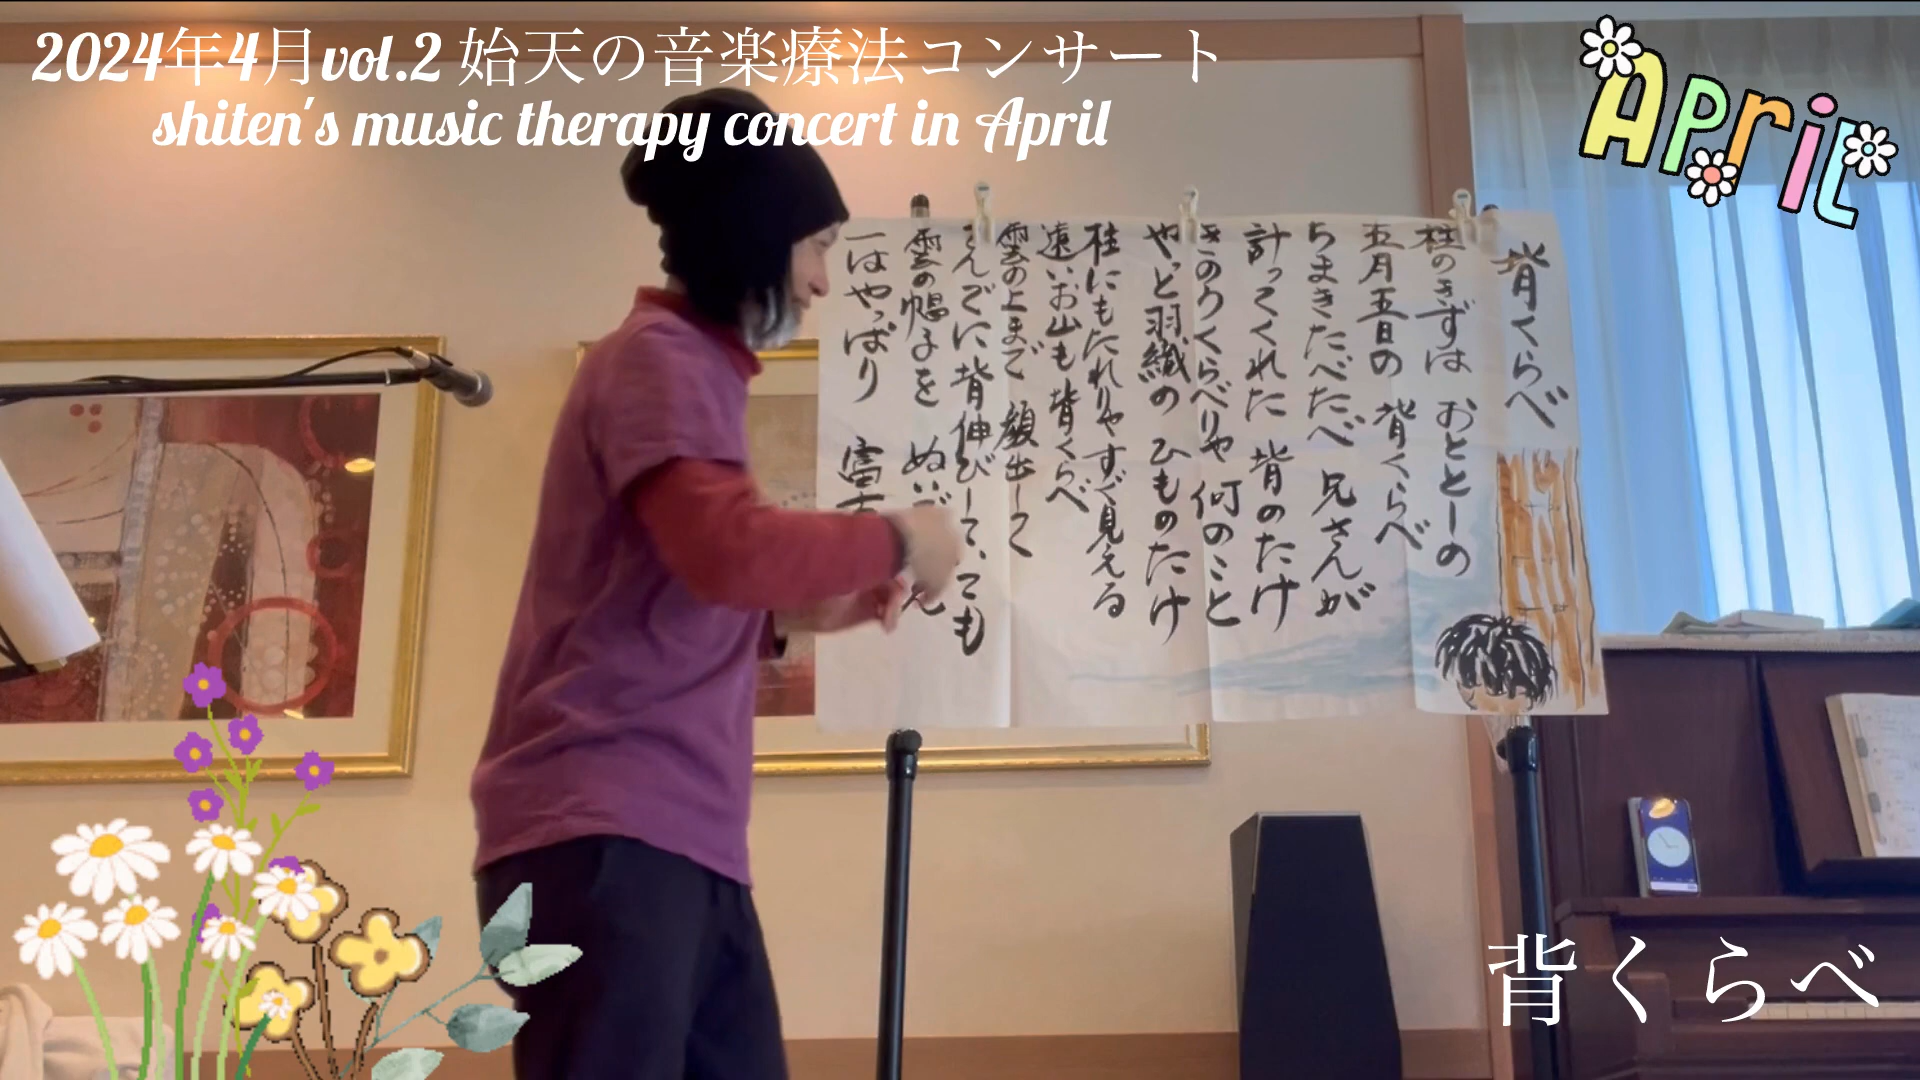 2024年4月vol.2 始天の音楽療法コンサート
shiten's music therapy concert in April
APRIL
背くらべ
柱のきずは おととーの
五月五日の 背くらべ
ちまきたべたべ 兄さんが
計ってくれた 背のたけ
きのうくらべりゃ 何のこと
やっと羽織の ひものたけ
柱にもたれりゃ すぐ見える
遠いお山も 背くらべ
雲の上まで 顔出して
てんでに背伸びして、ても
雲の帽子を ぬいで
一はやっぱり 富士
背くらべ